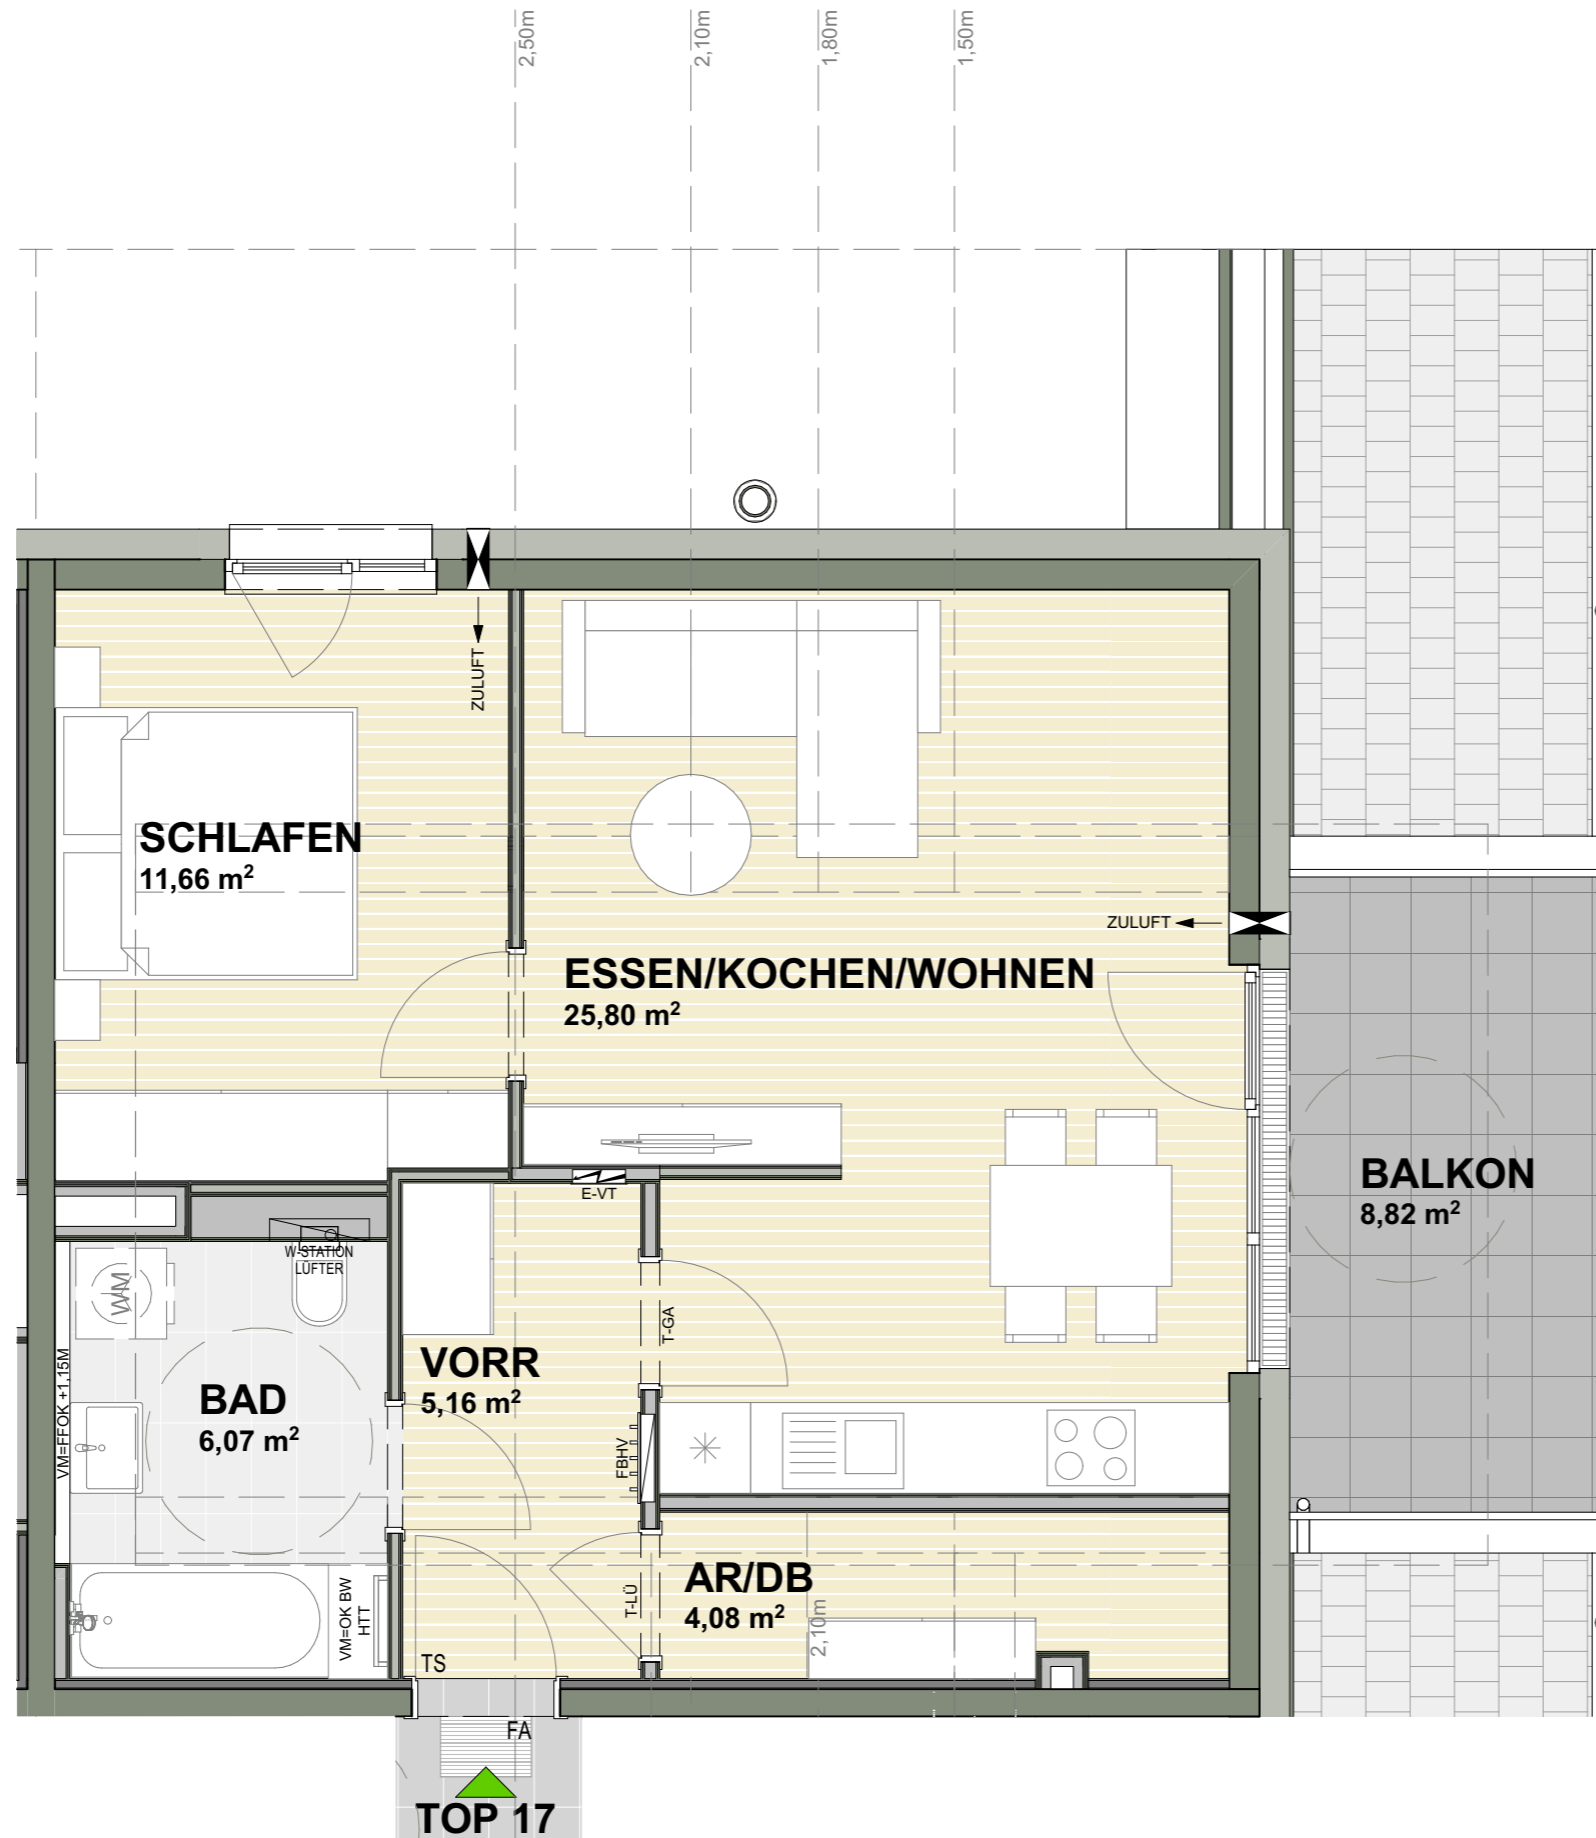 2,50m
2,10m
1,80m
1,50m
ZULUFT
SCHLAFEN
11,66 m²
ZULUFT
ESSEN/KOCHEN/WOHNEN
25,80 m²
BALKON
8,82 m²
E-VT
W-STATION
LÜFTER
WM
T-GA
VORR
5,16 m²
BAD
6,07 m²
VM=FFOK +1,15M
FBHV
AR/DB
4,08 m²
T-LÜ
2,10m
VM=OK BW
HTT
TS
FA
TOP 17